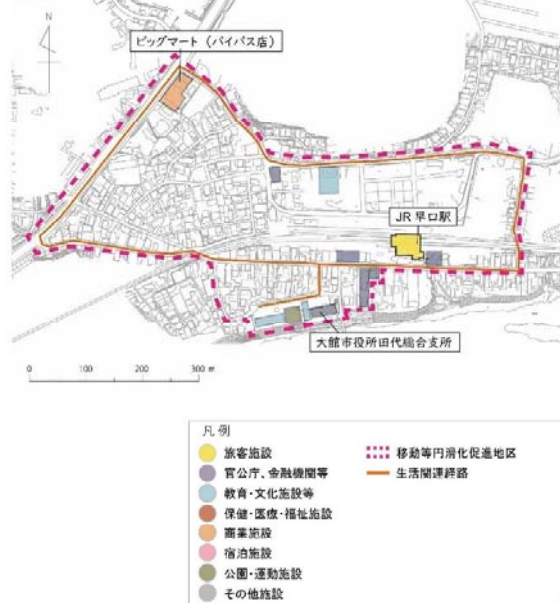 N
ビッグマート（バイパス店）
JR早口駅
大館市役所田代総合支所
0 100 200 300 m
凡例
旅客施設
官公庁、金融機関等
教育・文化施設等
保健・医療・福祉施設
商業施設
宿泊施設
公園・運動施設
その他施設
移動等円滑化促進地区
生活関連経路